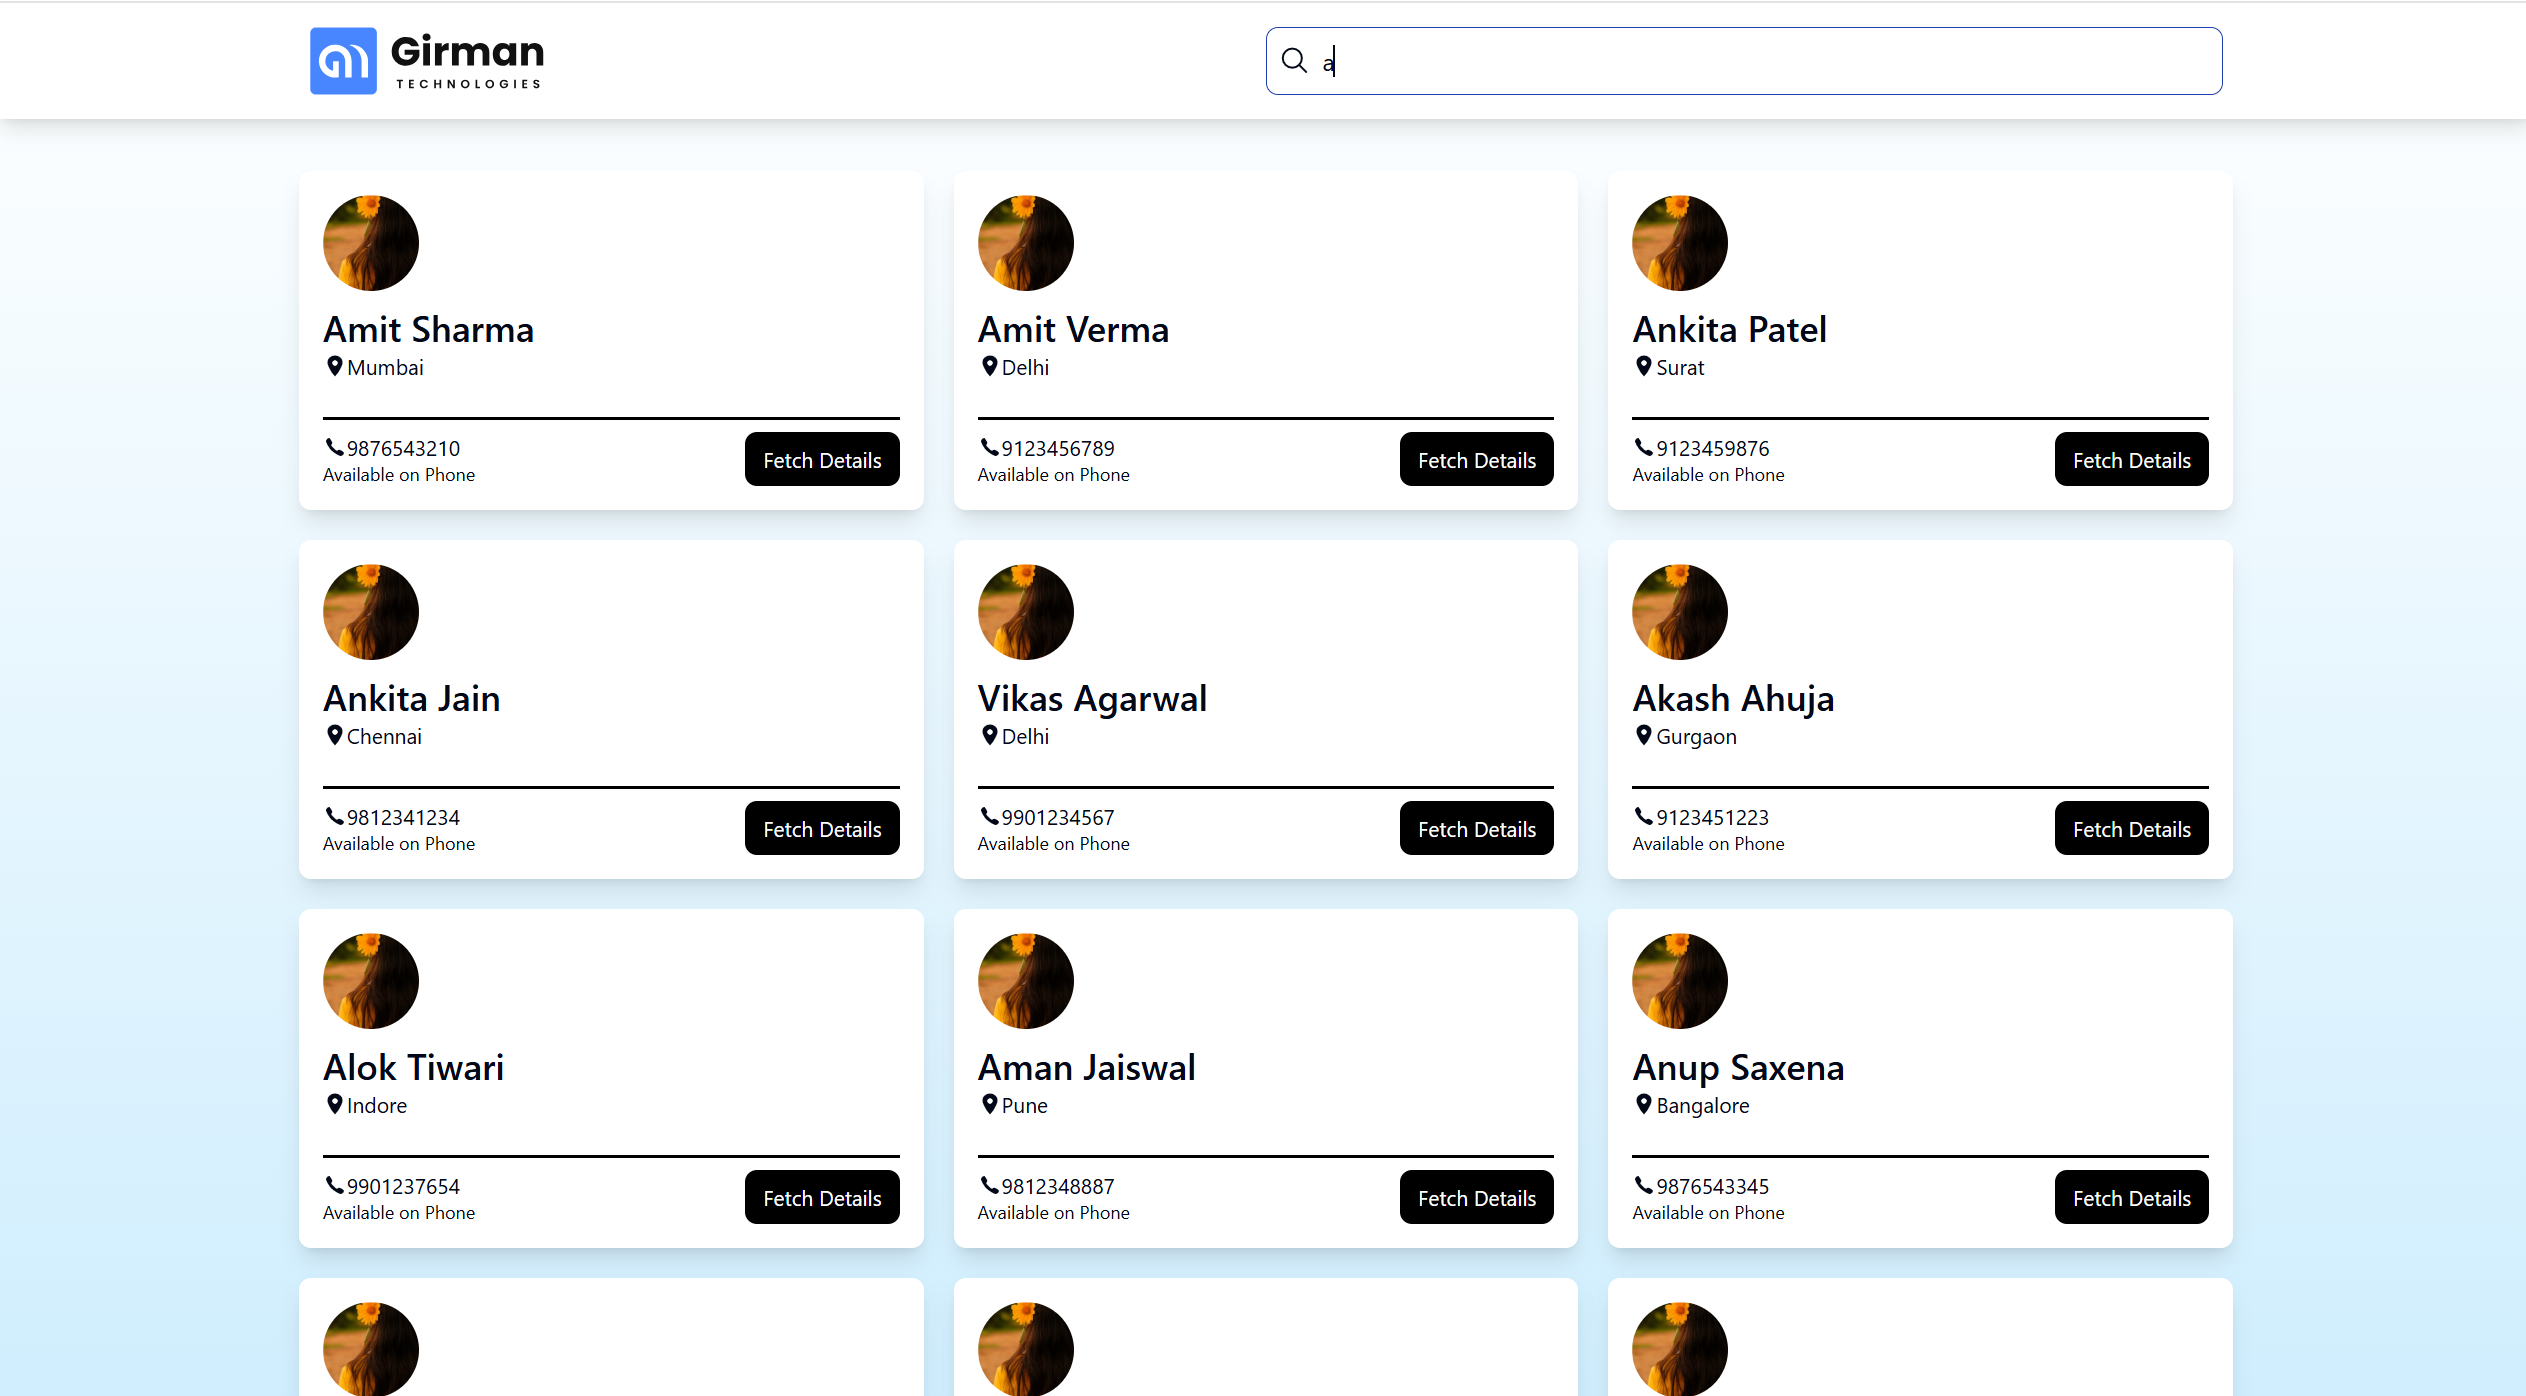 Girman
TECHNOLOGIES
a
Amit Sharma
Mumbai
9876543210
Available on Phone
Fetch Details
Amit Verma
Delhi
9123456789
Available on Phone
Fetch Details
Ankita Patel
Surat
9123459876
Available on Phone
Fetch Details
Ankita Jain
Chennai
9812341234
Available on Phone
Fetch Details
Vikas Agarwal
Delhi
9901234567
Available on Phone
Fetch Details
Akash Ahuja
Gurgaon
9123451223
Available on Phone
Fetch Details
Alok Tiwari
Indore
9901237654
Available on Phone
Fetch Details
Aman Jaiswal
Pune
9812348887
Available on Phone
Fetch Details
Anup Saxena
Bangalore
9876543345
Available on Phone
Fetch Details